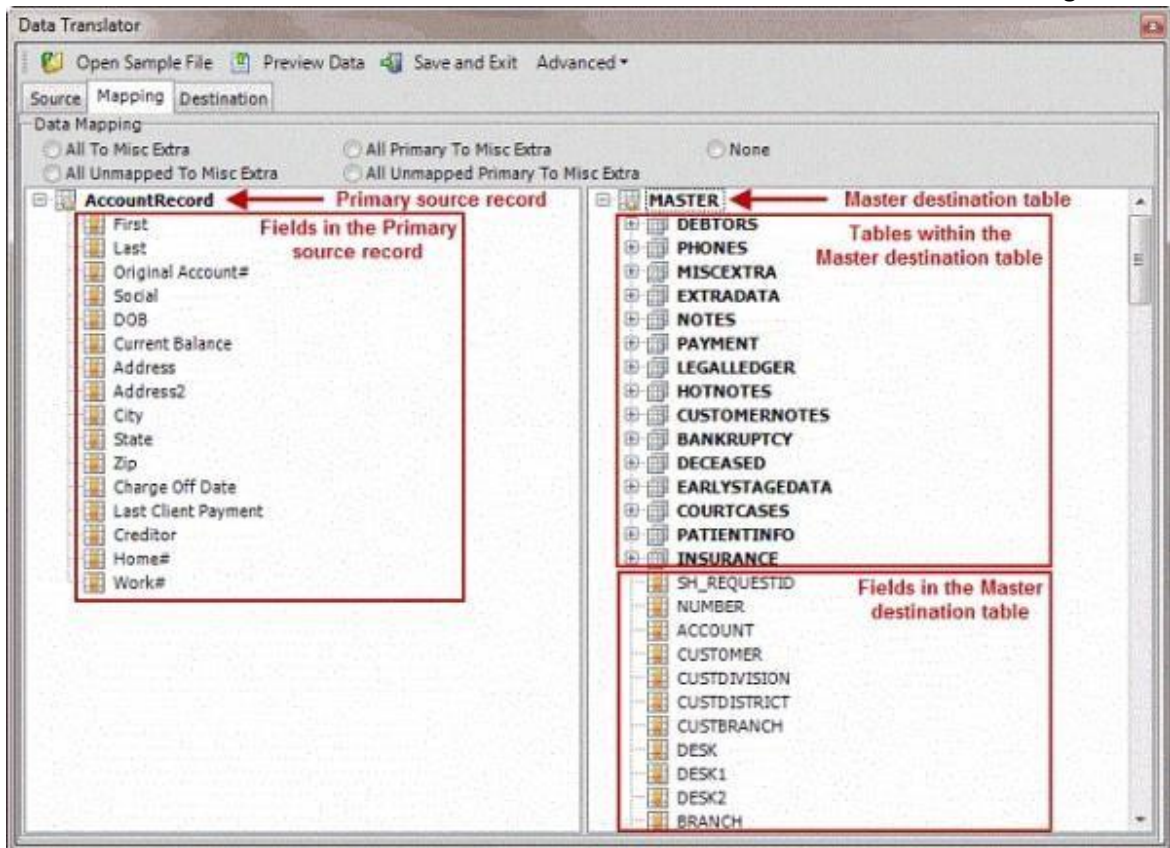 Data Translator
Open Sample File Preview Data Save and Exit Advanced
Source Mapping Destination
Data Mapping
All To Misc Extra All Primary To Misc Extra None
All Unmapped To Misc Extra All Unmapped Primary To Misc Extra
AccountRecord Primary source record
First
Fields in the Primary
source record
Last
Original Account#
Social
DOB
Current Balance
Address
Address2
City
State
Zip
Charge Off Date
Last Client Payment
Creditor
Home#
Work#
MASTER Master destination table
DEBTORS
Tables within the
Master destination table
PHONES
MISCEXTRA
EXTRADATA
NOTES
PAYMENT
LEGALLEDGER
HOTNOTES
CUSTOMERNOTES
BANKRUPTCY
DECEASED
EARLYSTAGEDATA
COURTCASES
PATIENTINFO
INSURANCE
SH_REQUESTID
Fields in the Master
destination table
NUMBER
ACCOUNT
CUSTOMER
CUSTDIVISION
CUSTDISTRICT
CUSTBRANCH
DESK
DESK1
DESK2
BRANCH